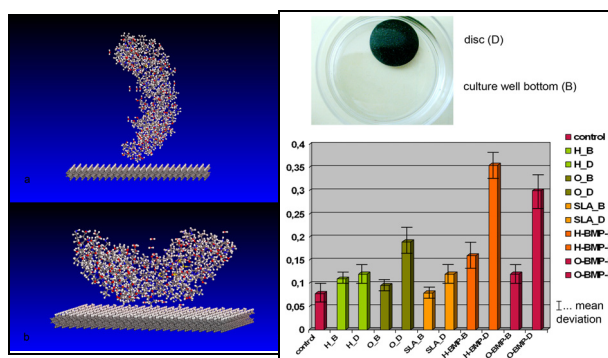 a
b
disc (D)
culture well bottom (B)
0,4
0,35
0,3
0,25
0,2
0,15
0,1
0,05
0
control
H_B
H_D
O_B
O_D
SLA_B
SLA_D
H-BMP-B
H-BMP-D
O-BMP-B
O-BMP-D
control
H_B
H_D
O_B
O_D
SLA_B
SLA_D
H-BMP-
H-BMP-
O-BMP-
O-BMP-
... mean
deviation